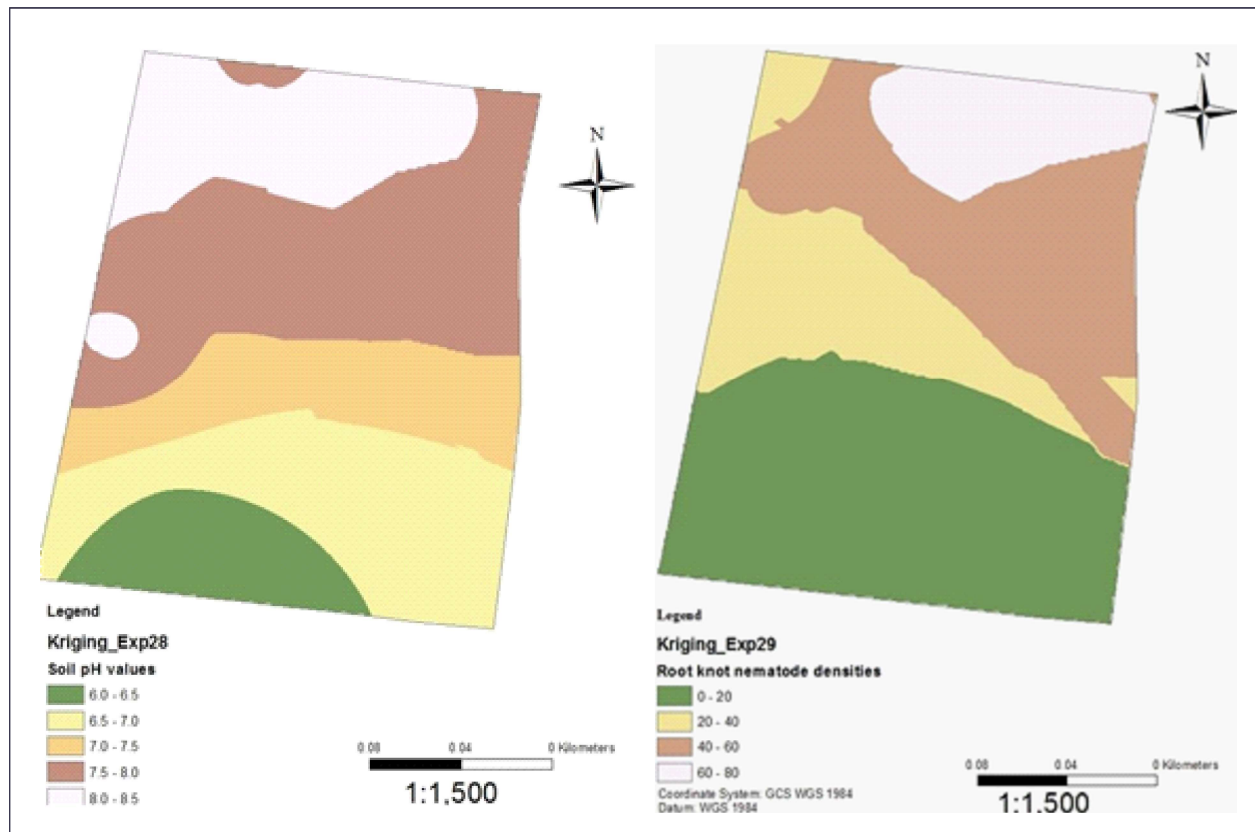 N
Legend
Kriging_Exp28
Soil pH values
6.0 - 6.5
6.5 - 7.0
7.0 - 7.5
7.5 - 8.0
8.0 - 8.5
0.08 0.04 0 Kilometers
1:1,500
N
Legend
Kriging_Exp29
Root knot nematode densities
0 - 20
20 - 40
40 - 60
60 - 80
Coordinate System: GCS WGS 1984
Datum: WGS 1984
0.08 0.04 0 Kilometers
1:1,500